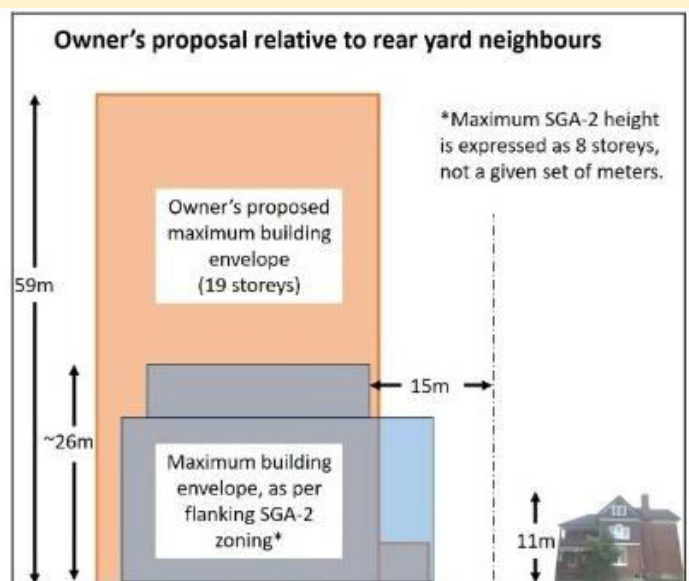 Owner’s proposal relative to rear yard neighbours
*Maximum SGA-2 height
is expressed as 8 storeys,
not a given set of meters.
Owner’s proposed
maximum building
envelope
(19 storeys)
59m
15m
~26m
Maximum building
envelope, as per
flanking SGA-2
zoning*
11m